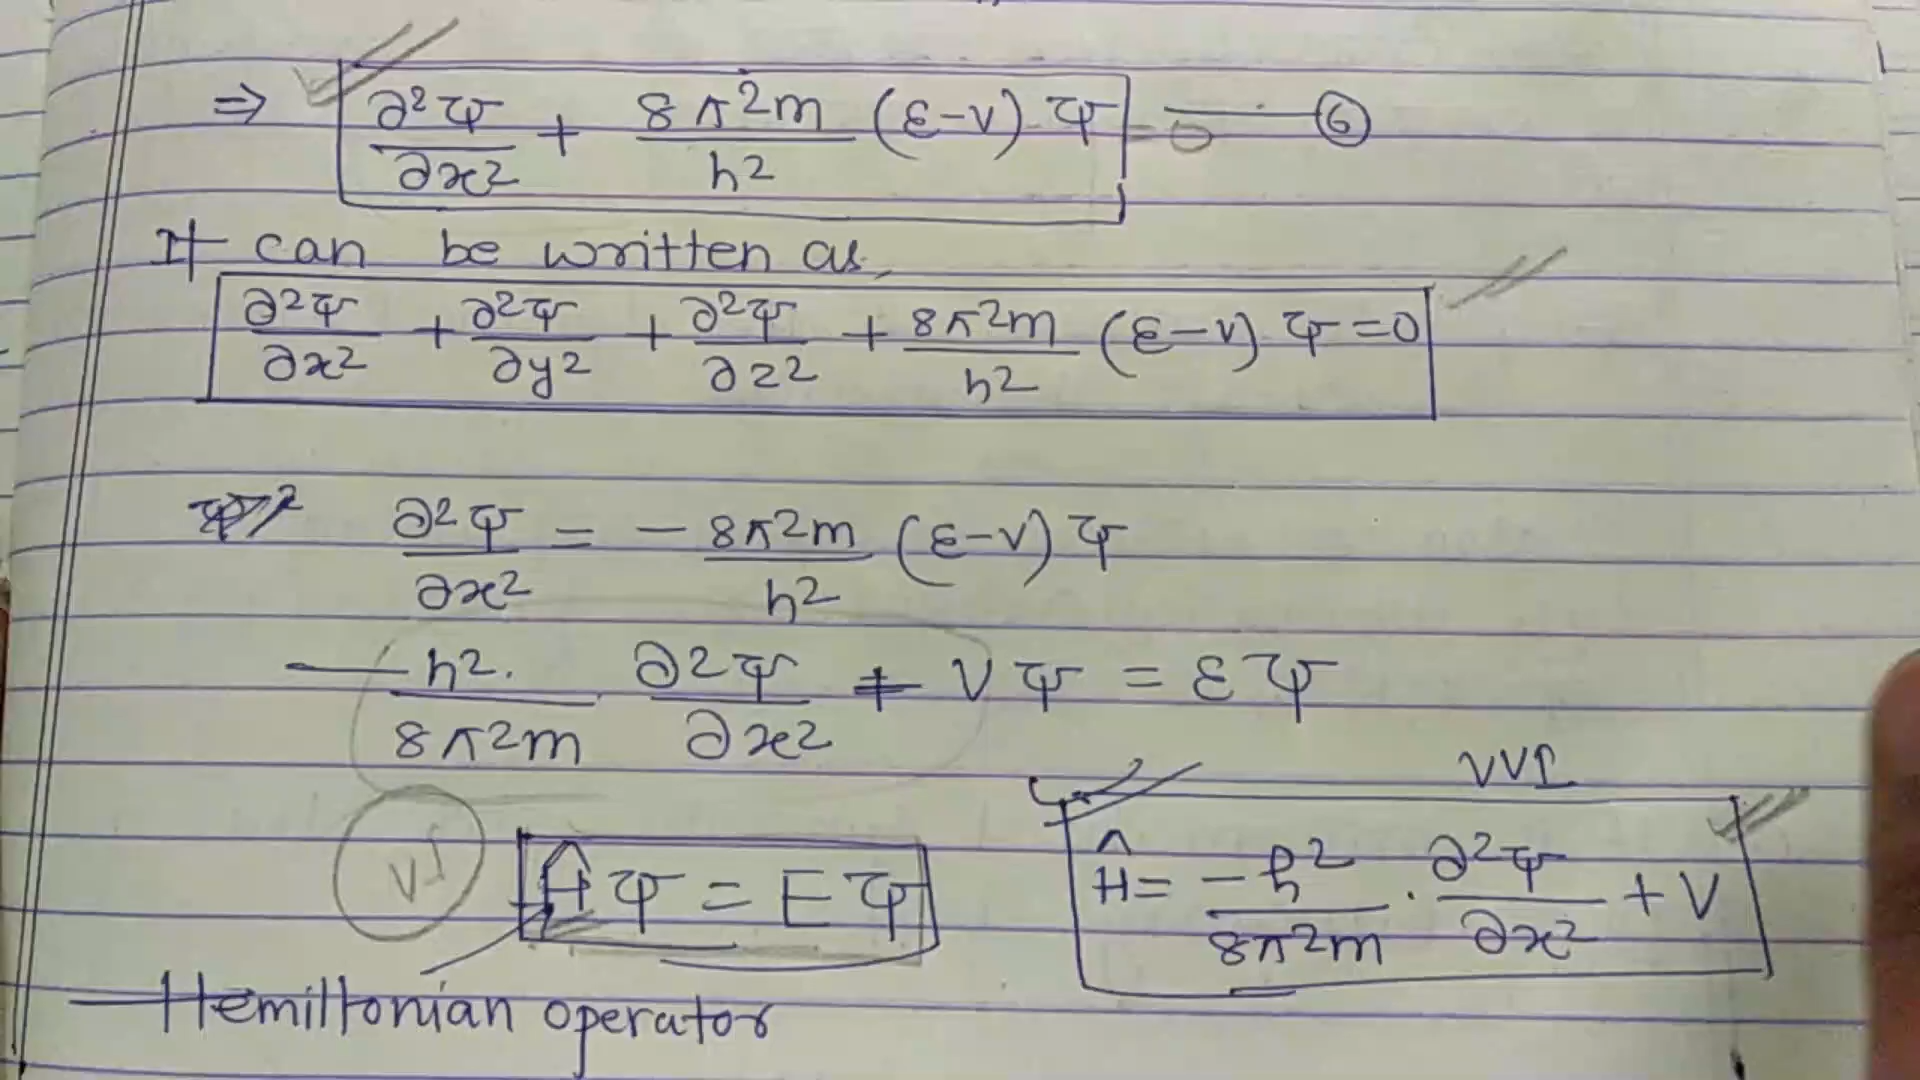 ⇒ ∂²Ψ/∂x² + 8π²m/h² (ε-V) Ψ = 0 —— ⑥
It can be written as,
∂²Ψ/∂x² + ∂²Ψ/∂y² + ∂²Ψ/∂z² + 8π²m/h² (ε-V) Ψ = 0
∂²Ψ/∂x² = - 8π²m/h² (ε-V) Ψ
- h²./8π²m ∂²Ψ/∂x² + VΨ = εΨ
VVI
ĤΨ = EΨ
Ĥ = -ħ²/8π²m . ∂²Ψ/∂x² + V
Hemiltonian operator